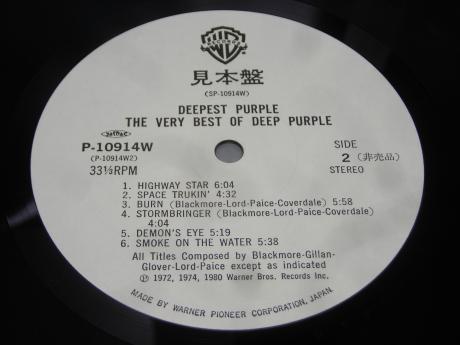 RECORDS
見本盤
(SP-10914W)
DEEPEST PURPLE
THE VERY BEST OF DEEP PURPLE
P-10914W
(P-10914W2)
33⅓RPM
SIDE
2 (非売品)
STEREO
1. HIGHWAY STAR 6:04
2. SPACE TRUKIN' 4:32
3. BURN (Blackmore-Lord-Paice-Coverdale) 5:58
4. STORMBRINGER (Blackmore-Lord-Paice-Coverdale)
4:04
5. DEMON'S EYE 5:19
6. SMOKE ON THE WATER 5:38
All Titles Composed by Blackmore-Gillan-
Glover-Lord-Paice except as indicated
Ⓟ 1972, 1974, 1980 Warner Bros. Records Inc.
MADE BY WARNER PIONEER CORPORATION, JAPAN.